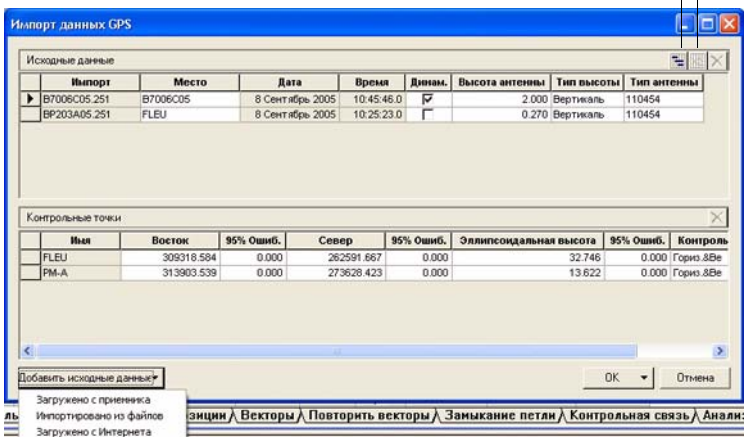 Импорт данных GPS
Исходные данные
Импорт Место Дата Время Динам. Высота антенны Тип высоты Тип антенны
B7006C05.251 B7006C05 8 Сентябрь 2005 10:45:46.0 2.000 Вертикаль 110454
BP203A05.251 FLEU 8 Сентябрь 2005 10:25:23.0 0.270 Вертикаль 110454
Контрольные точки
Имя Восток 95% Ошиб. Север 95% Ошиб. Эллипсоидальная высота 95% Ошиб. Контроль
FLEU 309318.584 0.000 262591.667 0.000 32.746 0.000 Гориз.&Ве
PM-A 313903.539 0.000 273628.423 0.000 13.622 0.000 Гориз.&Ве
Добавить исходные данные OK Отмена
Загружено с приенника
Импортировано из файлов
Загружено с Интернета
зиции Векторы Повторить векторы Замыкание петли Контрольная связь Анализ